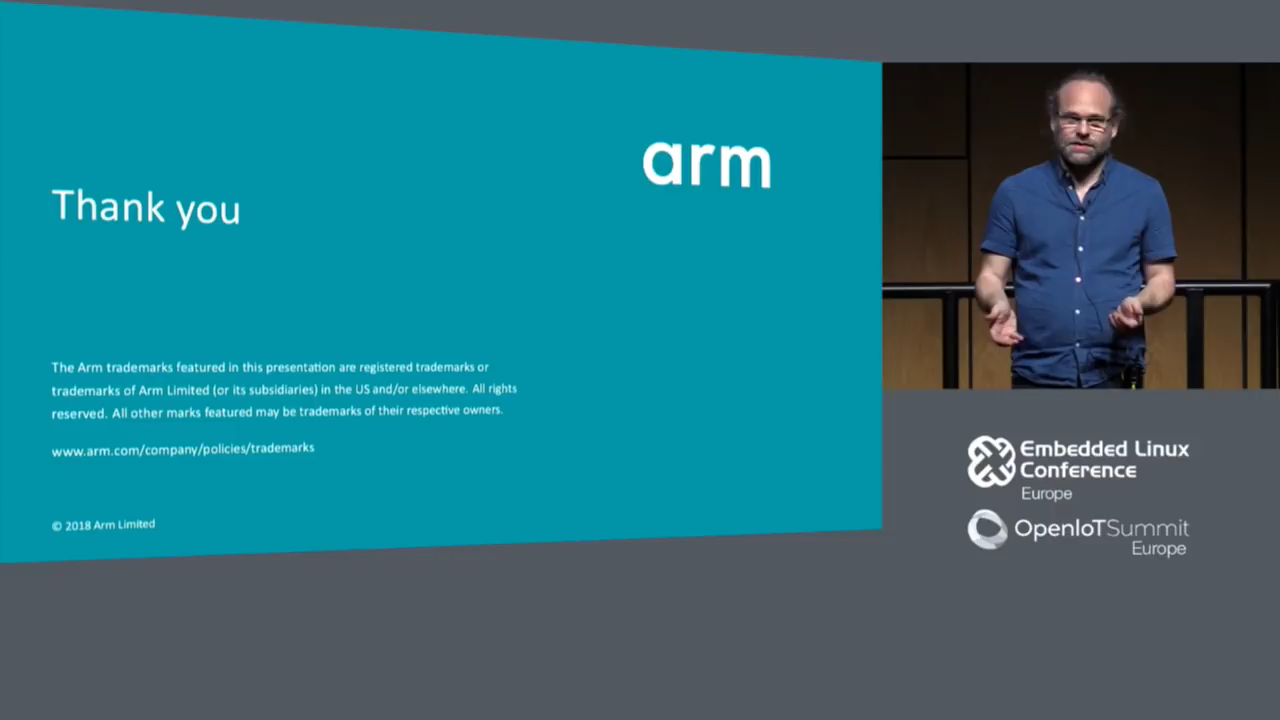 arm
Thank you
The Arm trademarks featured in this presentation are registered trademarks or
trademarks of Arm Limited (or its subsidiaries) in the US and/or elsewhere. All rights
reserved. All other marks featured may be trademarks of their respective owners.
www.arm.com/company/policies/trademarks
© 2018 Arm Limited
Embedded Linux
Conference
Europe
OpenIoTSummit
Europe